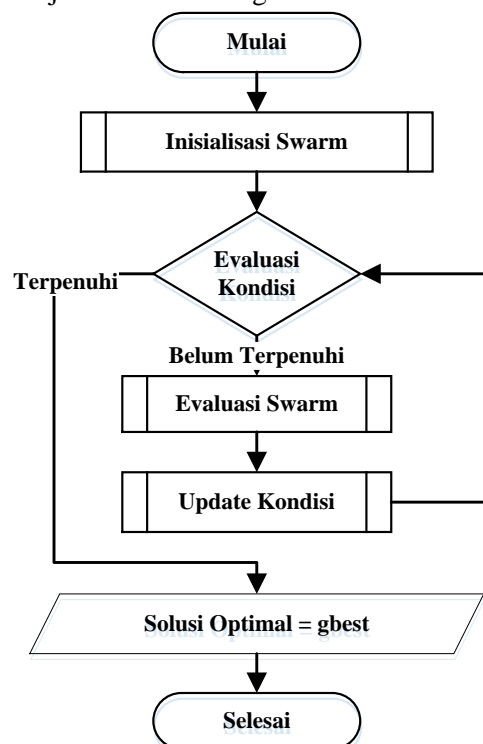 Mulai
Inisialisasi Swarm
Evaluasi
Kondisi
Terpenuhi
Belum Terpenuhi
Evaluasi Swarm
Update Kondisi
Solusi Optimal = gbest
Selesai